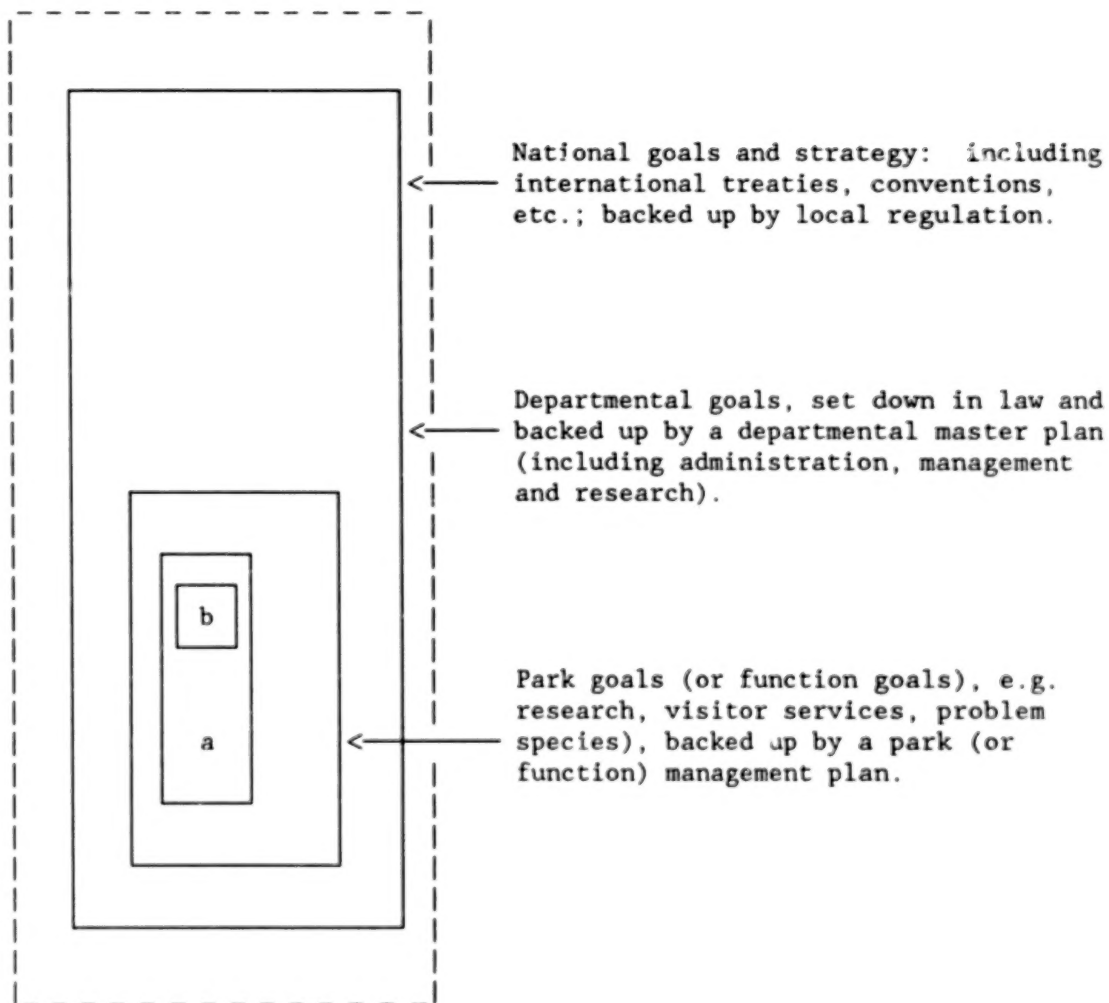 National goals and strategy: including
international treaties, conventions,
etc.; backed up by local regulation.
Departmental goals, set down in law and
backed up by a departmental master plan
(including administration, management
and research).
b
Park goals (or function goals), e.g.
research, visitor services, problem
species), backed up by a park (or
function) management plan.
a